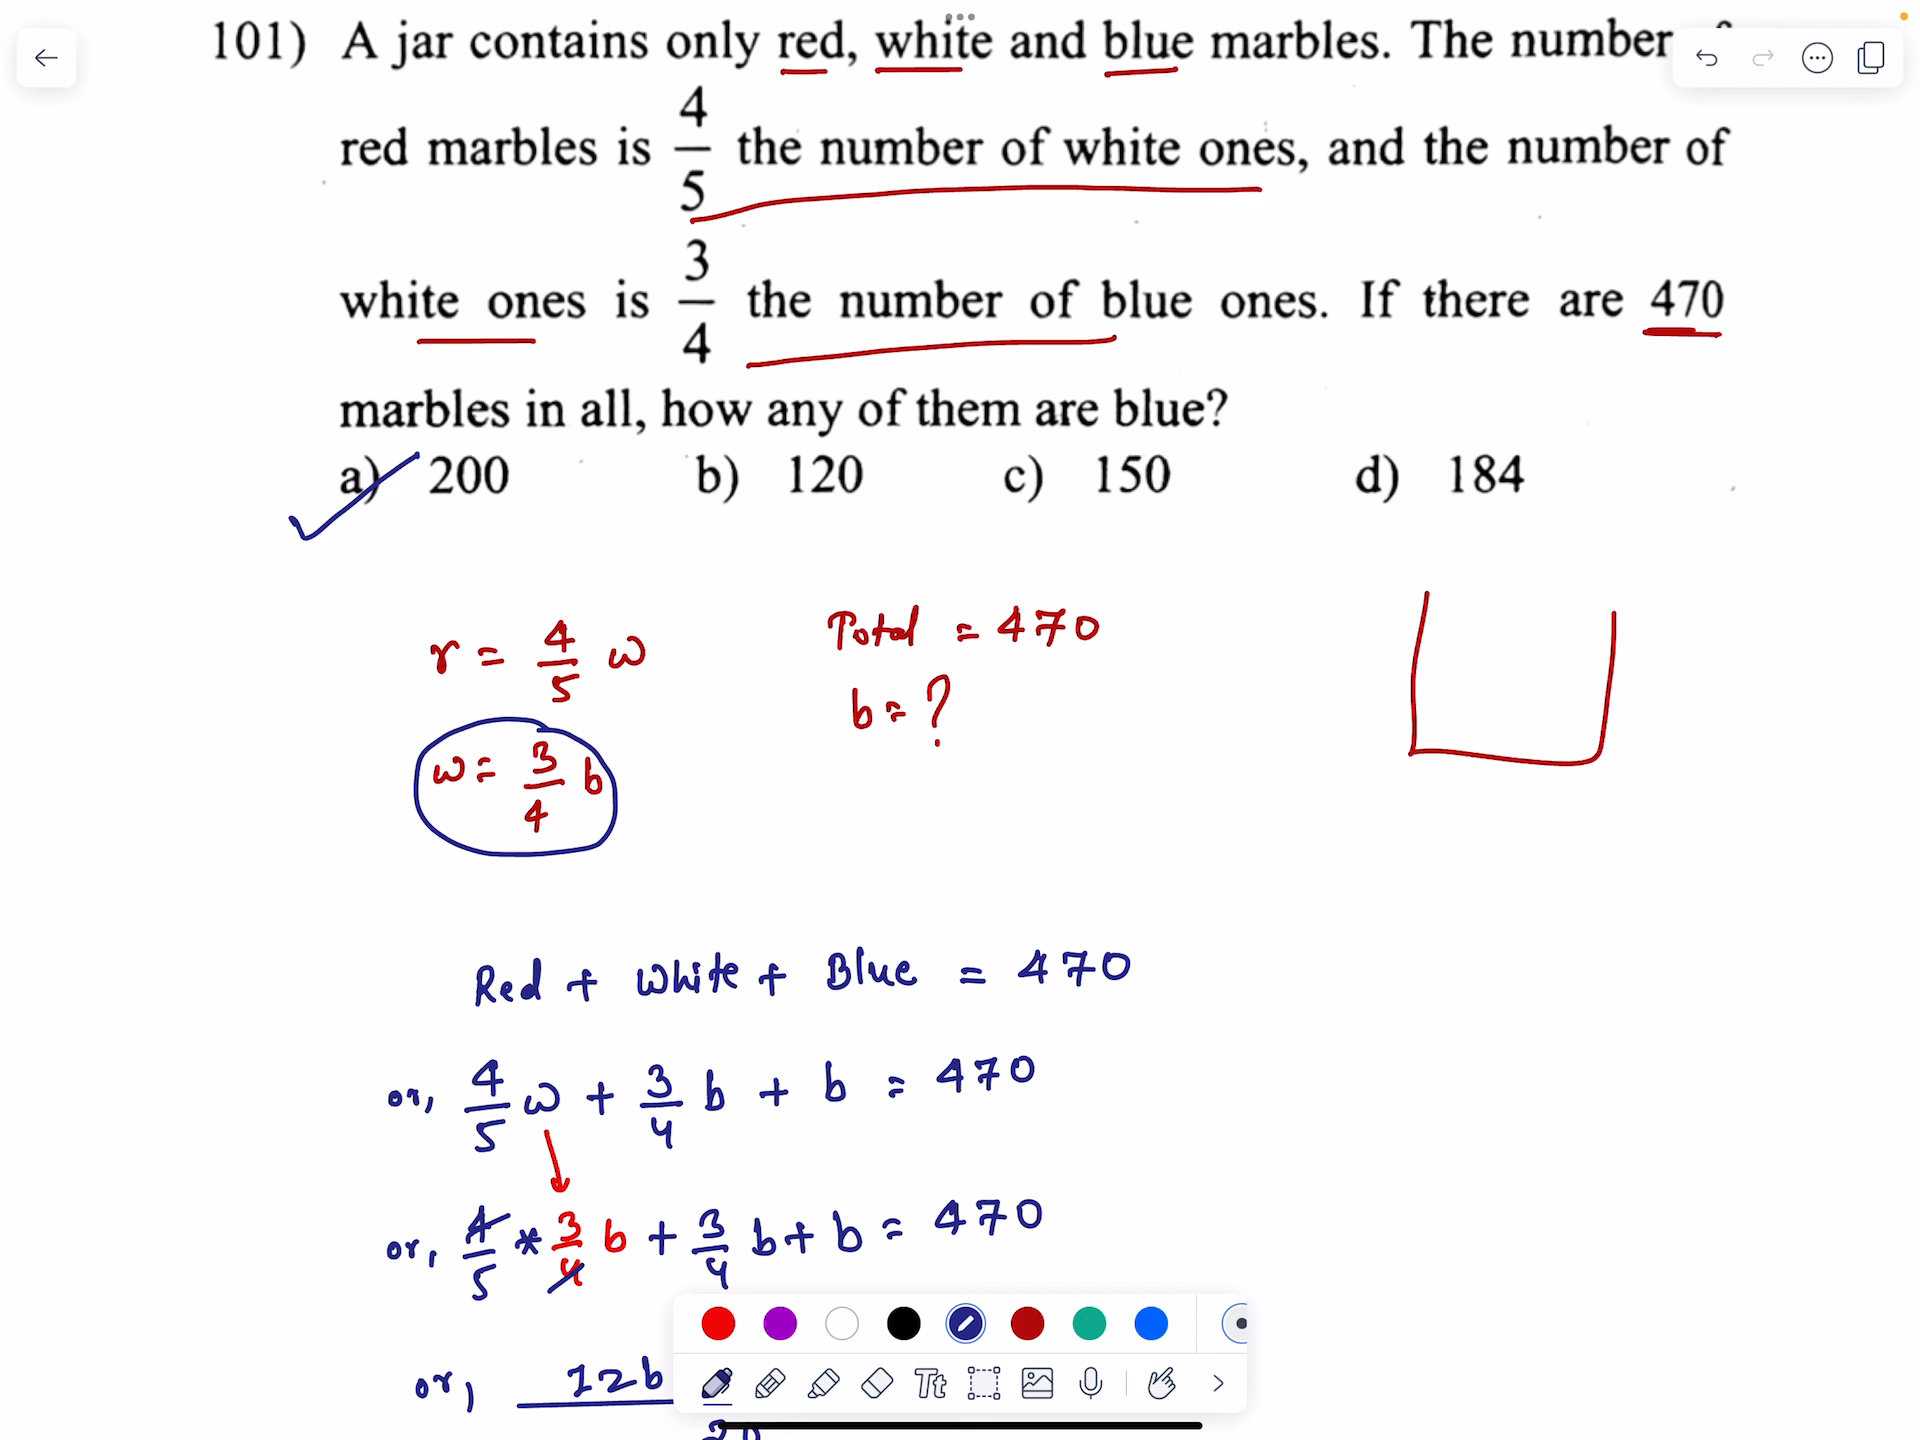 101) A jar contains only red, white and blue marbles. The number
red marbles is 4/5 the number of white ones, and the number of
white ones is 3/4 the number of blue ones. If there are 470
marbles in all, how any of them are blue?
a) 200 b) 120 c) 150 d) 184
r = 4/5 w
Total = 470
b = ?
w = 3/4 b
Red + White + Blue = 470
or, 4/5 w + 3/4 b + b = 470
or, 4/5 * 3/4 b + 3/4 b + b = 470
or, 12b
Tt